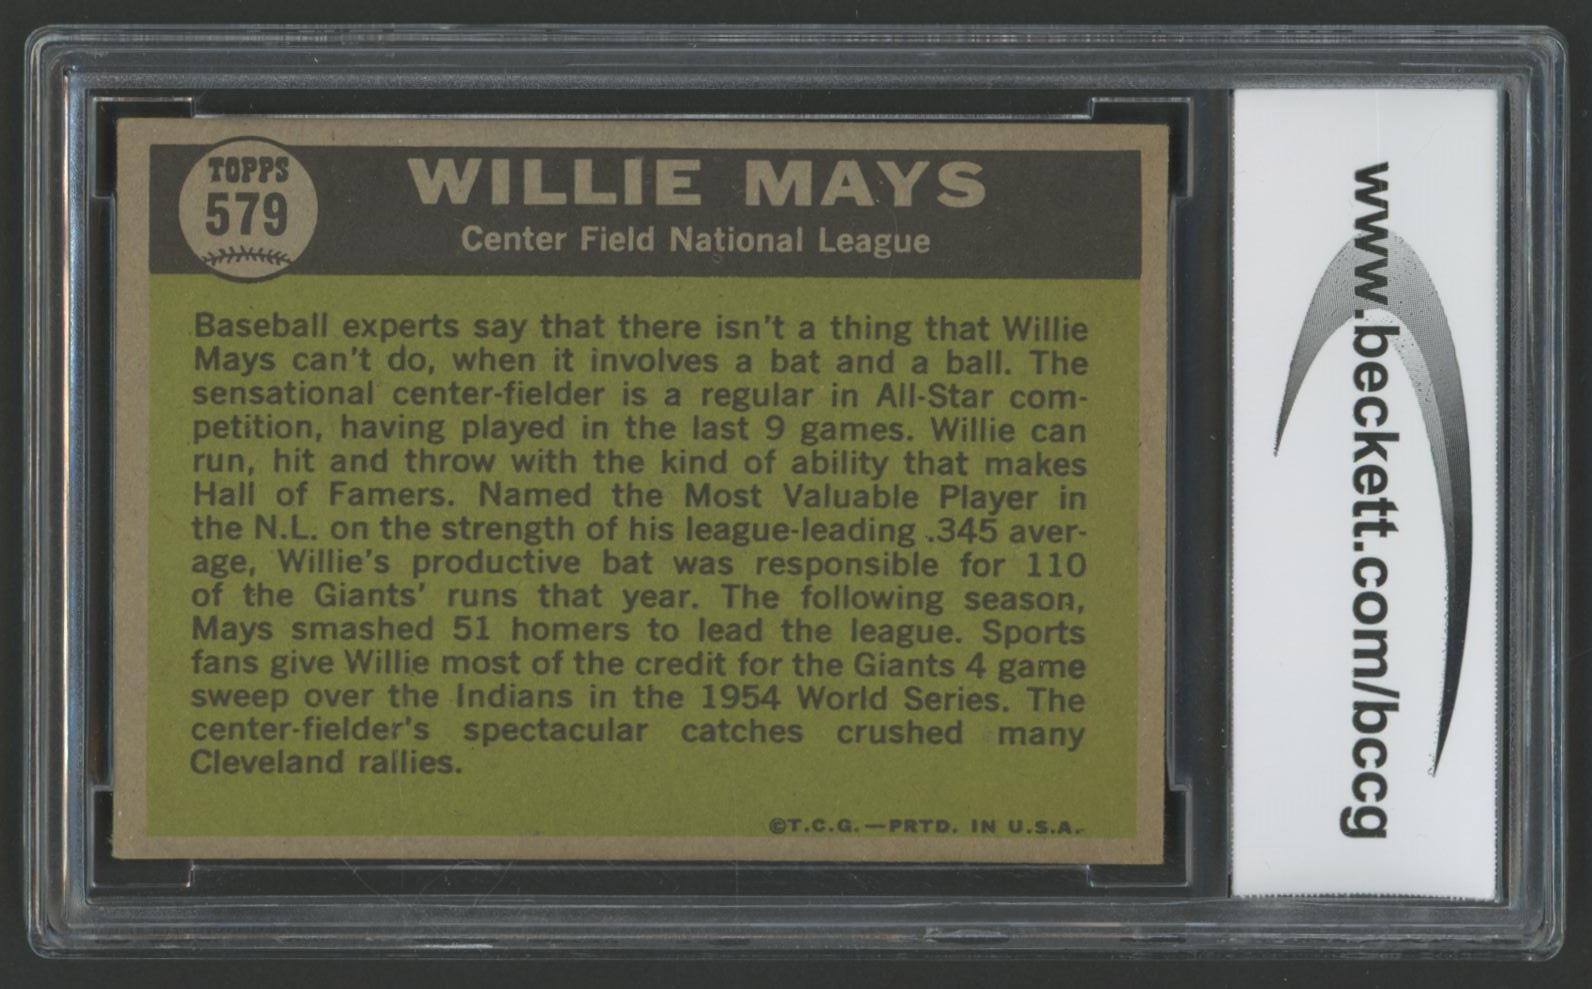 TOPPS
579
WILLIE MAYS
Center Field National League
Baseball experts say that there isn't a thing that Willie
Mays can't do, when it involves a bat and a ball. The
sensational center-fielder is a regular in All-Star com-
petition, having played in the last 9 games. Willie can
run, hit and throw with the kind of ability that makes
Hall of Famers. Named the Most Valuable Player in
the N.L. on the strength of his league-leading .345 aver-
age, Willie's productive bat was responsible for 110
of the Giants' runs that year. The following season,
Mays smashed 51 homers to lead the league. Sports
fans give Willie most of the credit for the Giants 4 game
sweep over the Indians in the 1954 World Series. The
center-fielder's spectacular catches crushed many
Cleveland rallies.
©T.C.G.—PRTD. IN U.S.A.
www.beckett.com/bccg